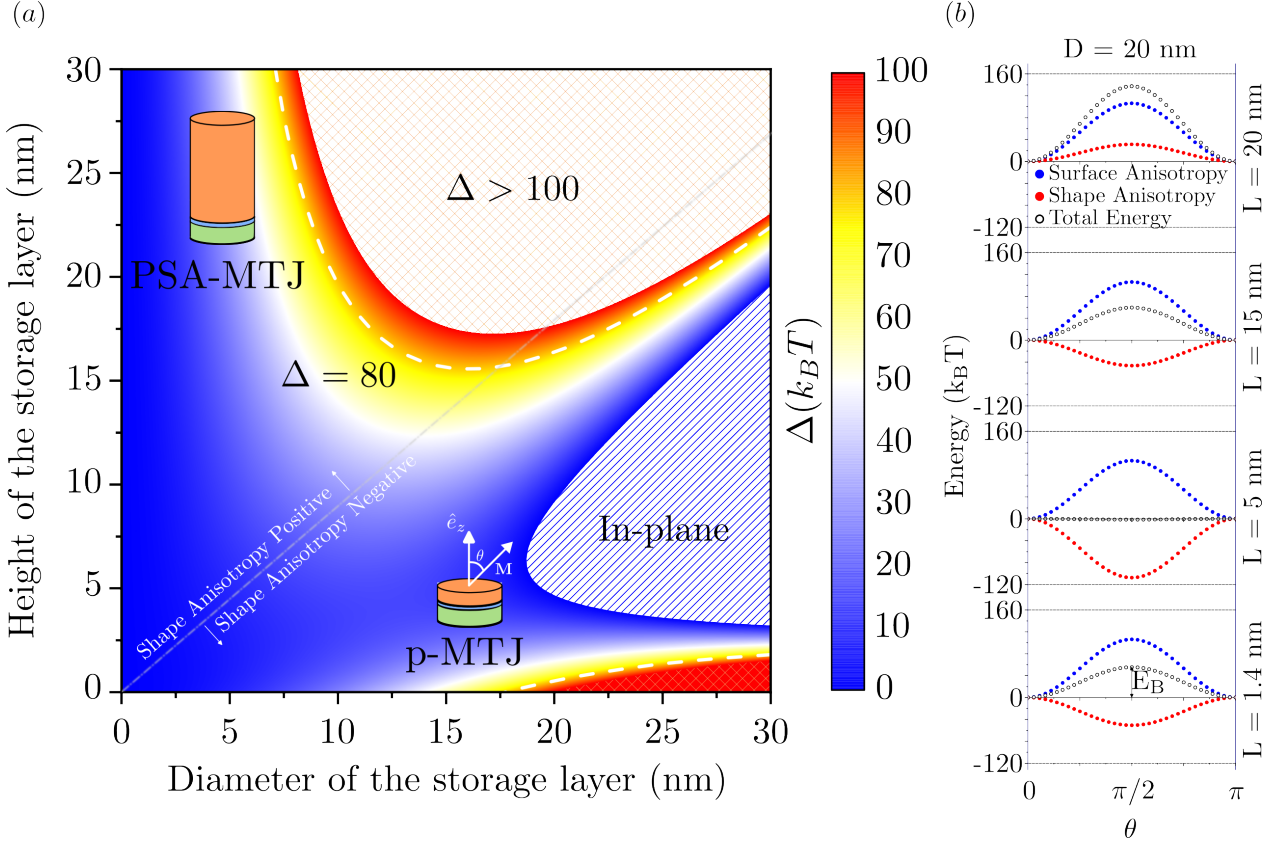 (a)
Height of the storage layer (nm)
30
25
20
15
10
5
0
0 5 10 15 20 25 30
Diameter of the storage layer (nm)
PSA-MTJ
Δ > 100
Δ = 80
In-plane
Shape Anisotropy Positive ↑
↓ Shape Anisotropy Negative
ê_z
θ
M
p-MTJ
Δ(k_BT)
100
90
80
70
60
50
40
30
20
10
0
(b)
D = 20 nm
Energy (k_BT)
160
0
-120
L = 20 nm
Surface Anisotropy
Shape Anisotropy
Total Energy
160
0
-120
L = 15 nm
160
0
-120
L = 5 nm
160
0
-120
L = 1.4 nm
E_B
0 π/2 π
θ